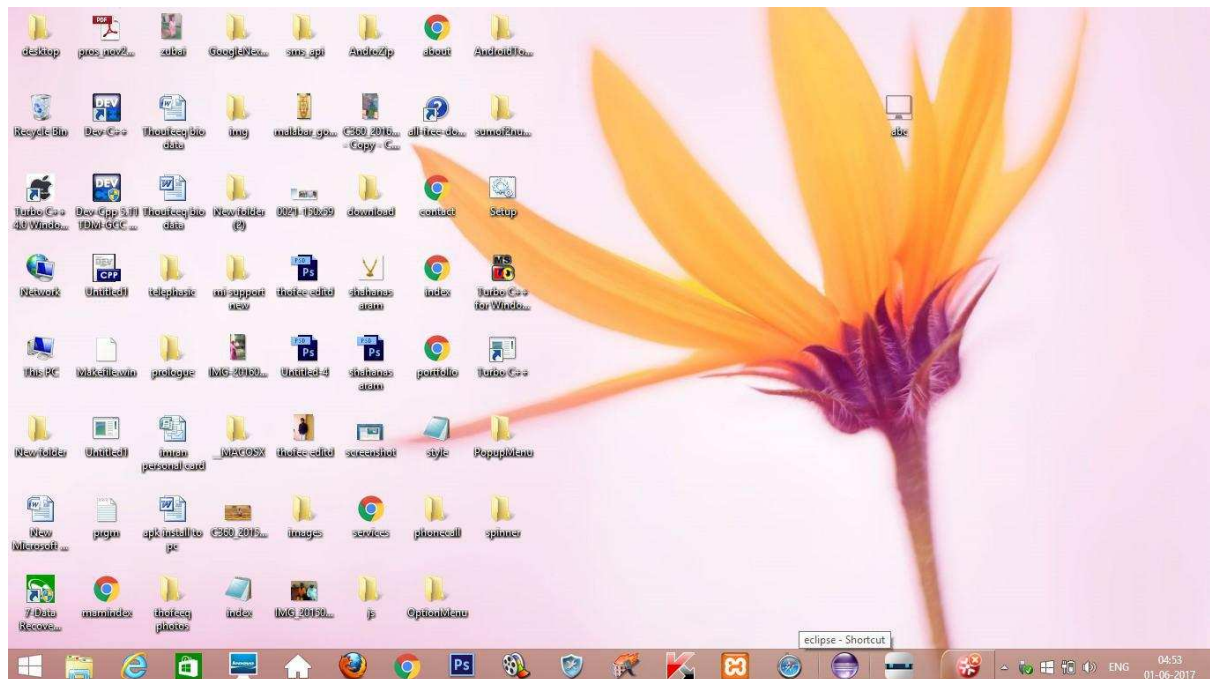 desktop
pros_nov2...
zubai
GoogleNex...
sms_api
AndroZip
about
AndroidTo...
Recycle Bin
Dev-C++
Thoufeeq bio
data
img
malabar_go...
C360_2016...
- Copy - C...
all-free-do...
sumof2nu...
abc
Turbo C++
4.0 Windo...
Dev-Cpp 5.11
TDM-GCC ...
Thoufeeq bio
data
New folder
(2)
0021-150x59
download
contact
Setup
Network
Untitled1
telephasic
mi support
new
thofee editd
shahanas
aram
index
Turbo C++
for Windo...
This PC
Makefile.win
prologue
IMG-20160...
Untitled-4
shahanas
aram
portfolio
Turbo C++
New folder
Untitled1
imran
personal card
__MACOSX
thofee editd
screenshot
style
PopupMenu
New
Microsoft ...
prgm
apk install to
pc
C360_2015...
images
services
phonecall
spinner
7-Data
Recove...
mamindex
thofeeq
photos
index
IMG_20150...
js
OptionMenu
eclipse - Shortcut
ENG
04:53
01-06-2017